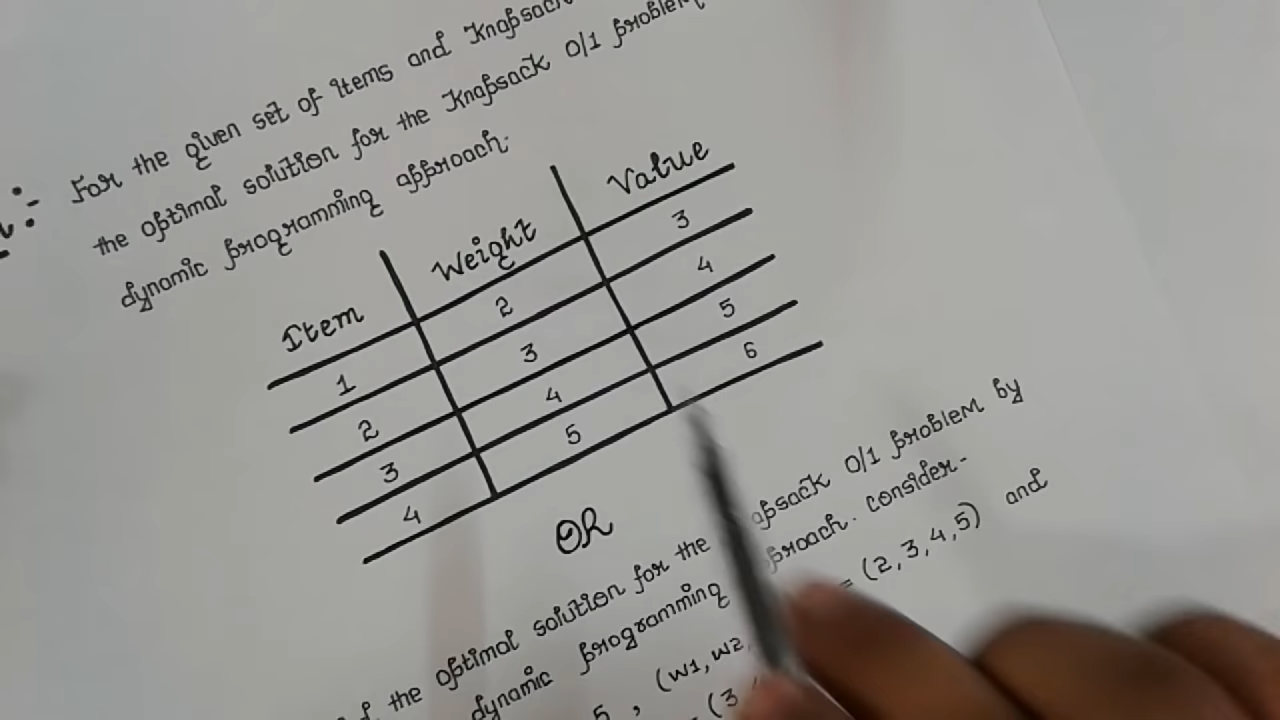 For the given set of items and Knapsack
the optimal solution for the Knapsack 0/1 problem
dynamic programming approach.
Item Weight Value
1 2 3
2 3 4
3 4 5
4 5 6
OR
the optimal solution for the 0/1 problem by
dynamic programming approach. Consider-
5, (w1, w2, = (2, 3, 4, 5) and
= (3